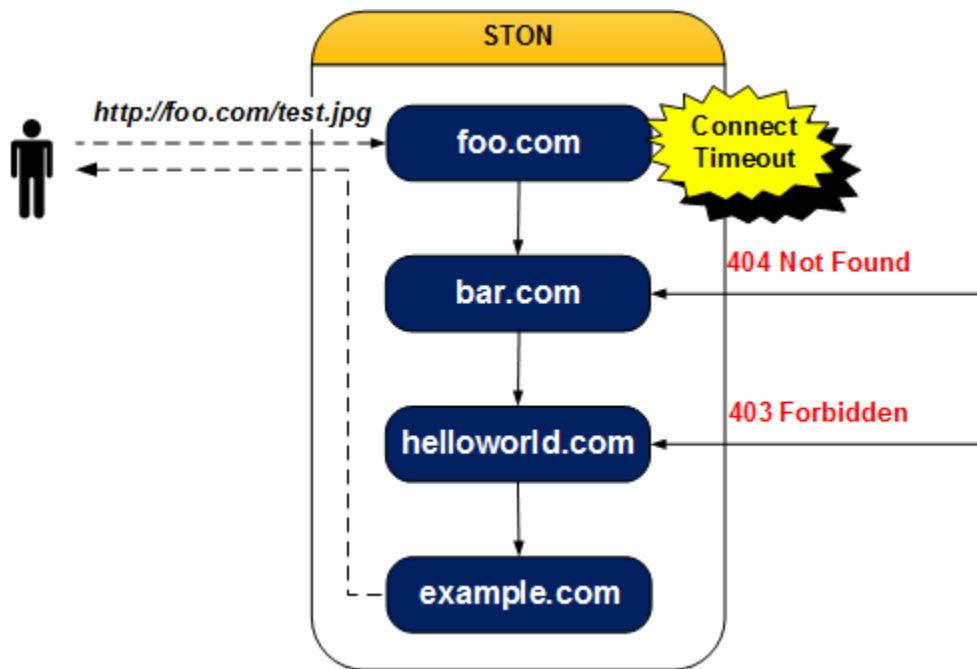 STON
http://foo.com/test.jpg
foo.com
Connect
Timeout
404 Not Found
bar.com
403 Forbidden
helloworld.com
example.com